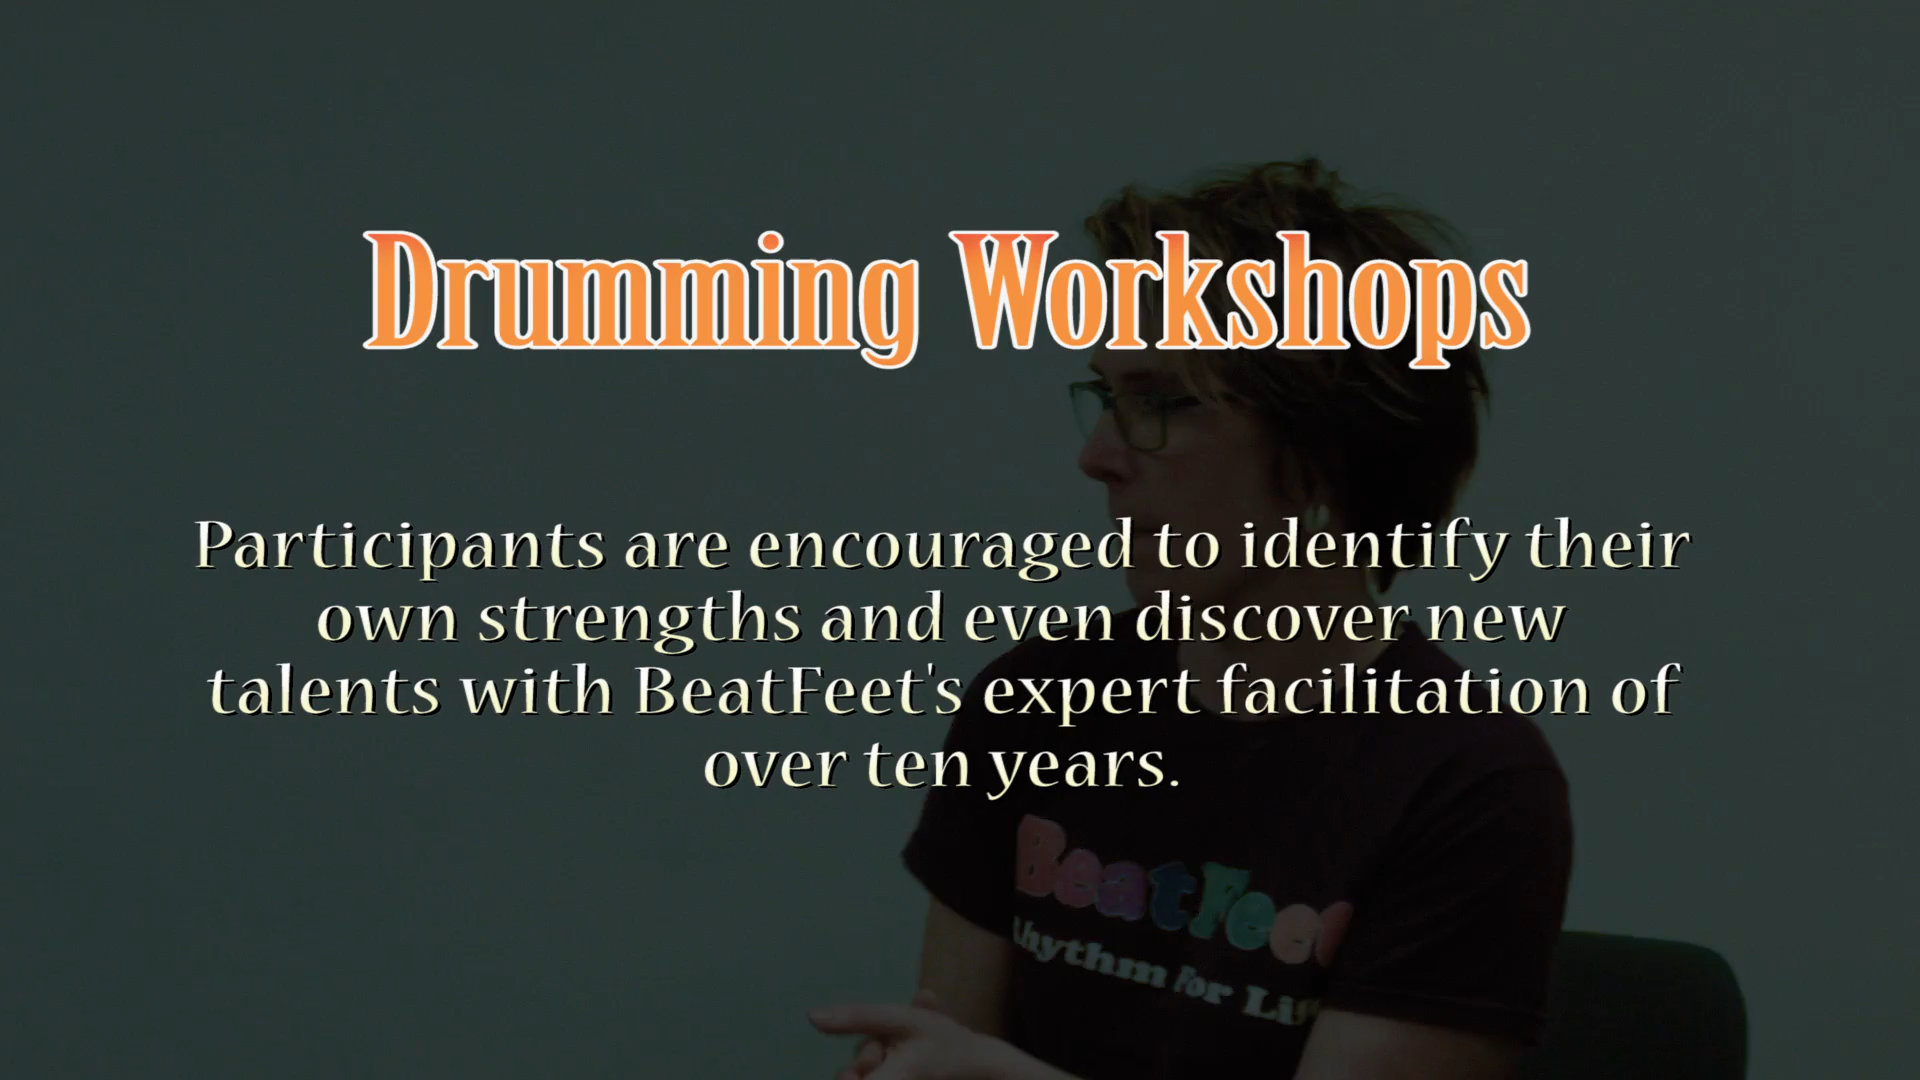 Drumming Workshops
Participants are encouraged to identify their
own strengths and even discover new
talents with BeatFeet's expert facilitation of
over ten years.
BeatFeet
Rhythm For Life